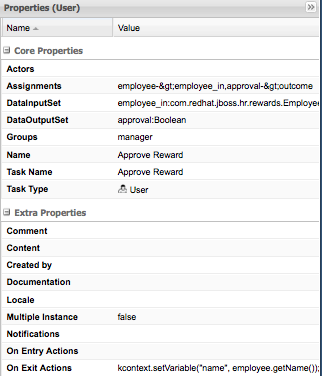 Properties (User)
Name Value
Core Properties
Actors
Assignments employee-&gt;employee_in,approval-&gt;outcome
DataInputSet employee_in:com.redhat.jboss.hr.rewards.Employee
DataOutputSet approval:Boolean
Groups manager
Name Approve Reward
Task Name Approve Reward
Task Type User
Extra Properties
Comment
Content
Created by
Documentation
Locale
Multiple Instance false
Notifications
On Entry Actions
On Exit Actions kcontext.setVariable("name", employee.getName());